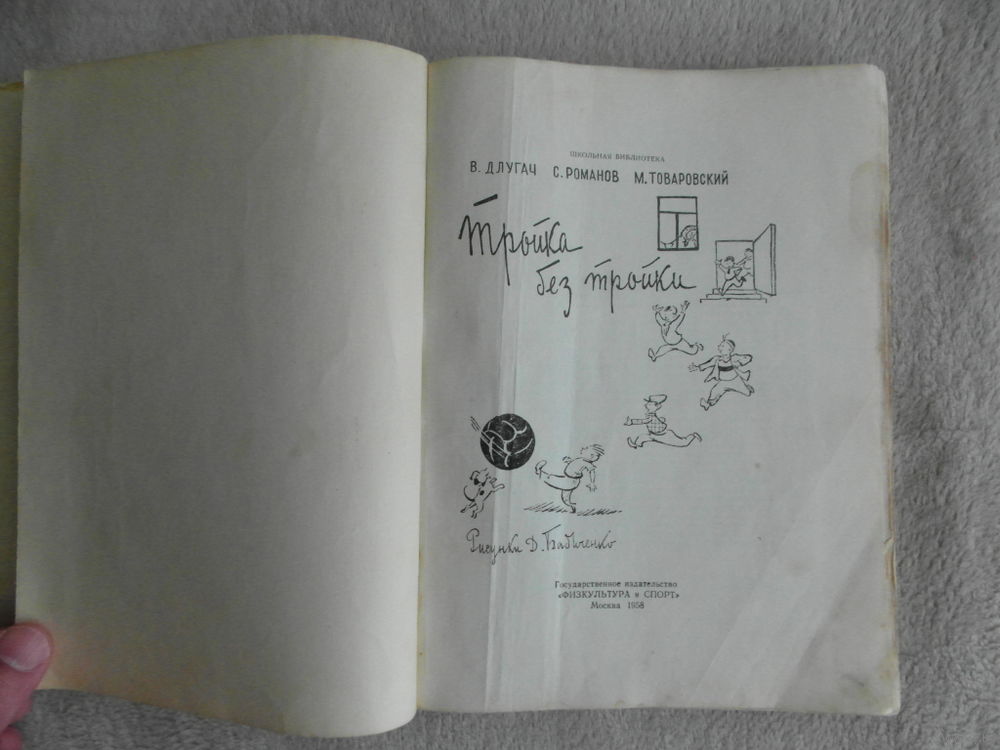 ШКОЛЬНАЯ БИБЛИОТЕКА
В. ДЛУГАЧ С. РОМАНОВ М. ТОВАРОВСКИЙ
Тройка
без тройки
Рисунки Д. Бабиченко
Государственное издательство
«ФИЗКУЛЬТУРА и СПОРТ»
Москва 1958